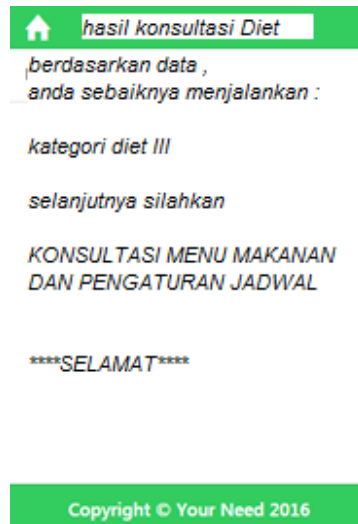 hasil konsultasi Diet
berdasarkan data ,
anda sebaiknya menjalankan :
kategori diet III
selanjutnya silahkan
KONSULTASI MENU MAKANAN
DAN PENGATURAN JADWAL
****SELAMAT****
Copyright © Your Need 2016